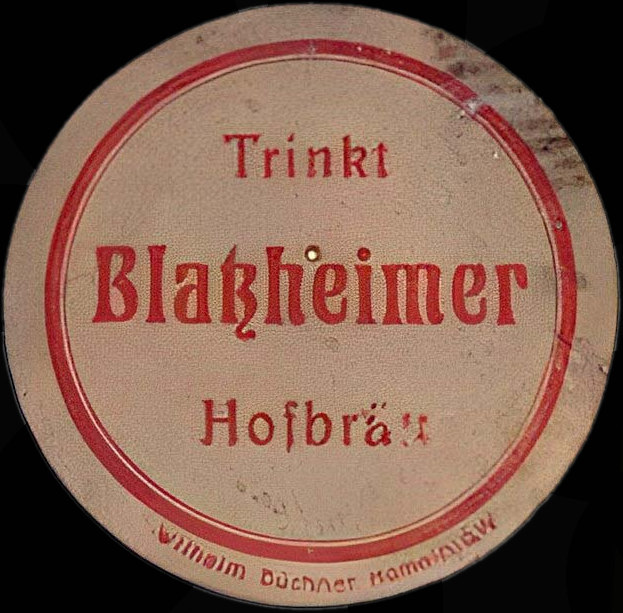 Trinkt
Blatzheimer
Hofbräu
Wilhelm Büchner